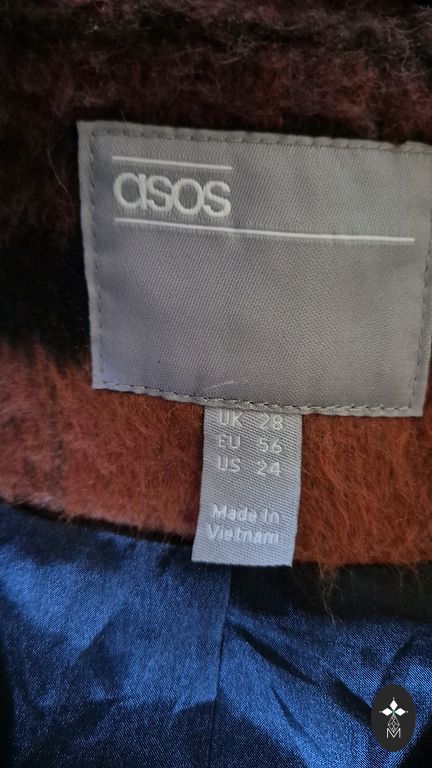 asos
UK 28
EU 56
US 24
Made In
Vietnam
M